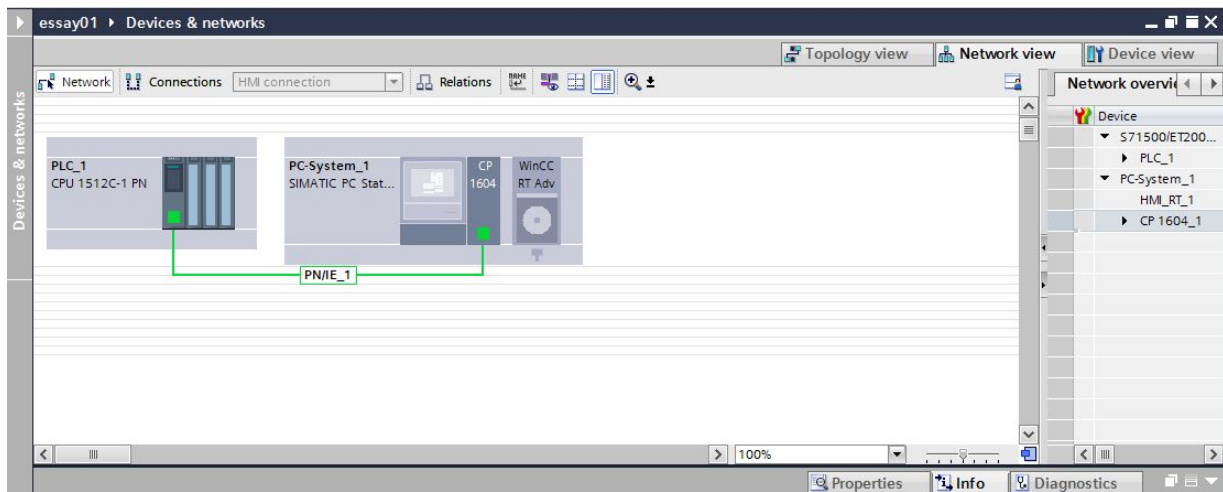 essay01 ▸ Devices & networks
Topology view
Network view
Device view
Network
Connections
HMI connection
Relations
Network overvie
Devices & networks
Device
S71500/ET200...
PLC_1
PC-System_1
HMI_RT_1
CP 1604_1
PLC_1
CPU 1512C-1 PN
PC-System_1
SIMATIC PC Stat...
CP
1604
WinCC
RT Adv
PN/IE_1
100%
Properties
Info
Diagnostics